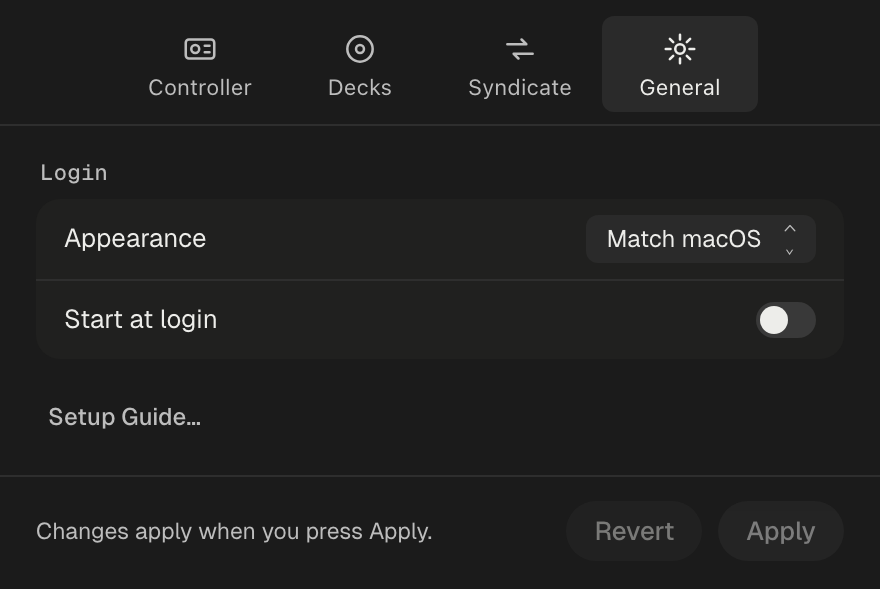 Controller
Decks
Syndicate
General
Login
Appearance
Match macOS
Start at login
Setup Guide...
Changes apply when you press Apply.
Revert
Apply